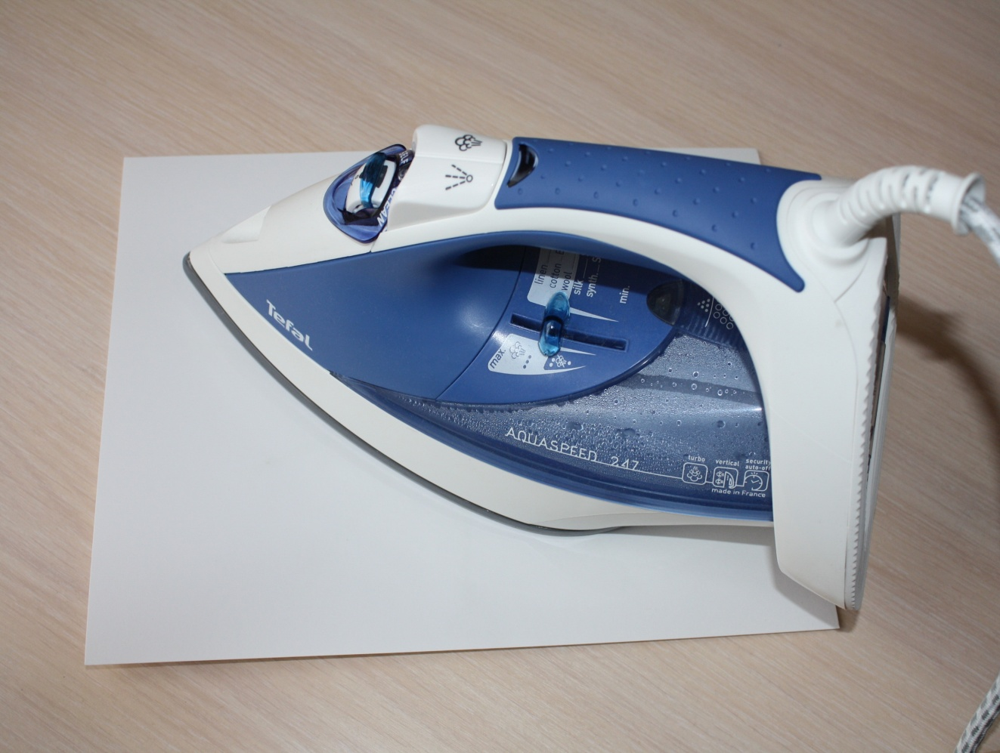 Tefal
linen
cotton
wool
silk
synth.
min.
max.
AQUASPEED 247
turbo
vertical
security
auto-off
made in France